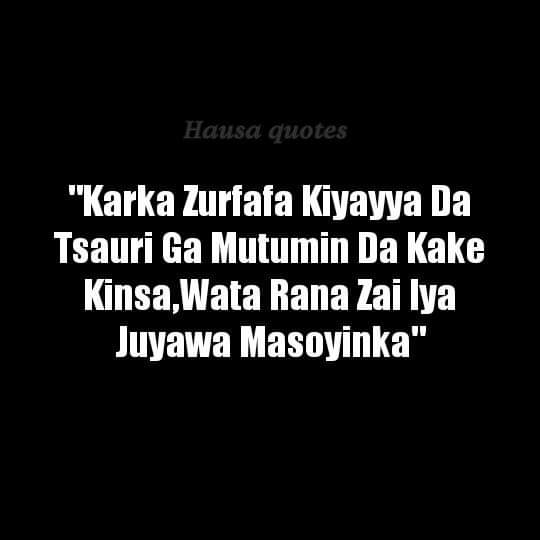 Hausa quotes
"Karka Zurfafa Kiyayya Da
Tsauri Ga Mutumin Da Kake
Kinsa,Wata Rana Zai Iya
Juyawa Masoyinka"